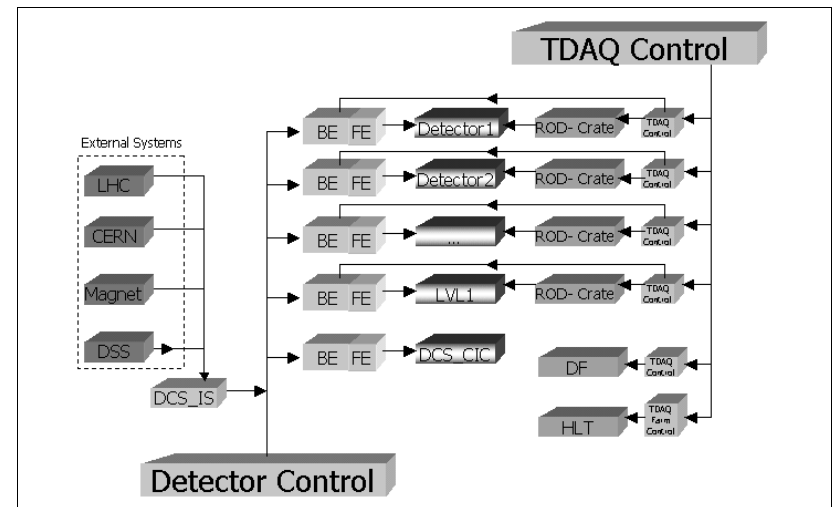 TDAQ Control
BE FE Detector1 ROD- Crate TDAQ
Control
External Systems
LHC
BE FE Detector2 ROD- Crate TDAQ
Control
CERN
BE FE ... ROD- Crate TDAQ
Control
Magnet
BE FE LVL1 ROD- Crate TDAQ
Control
DSS
BE FE DCS_CIC
DF TDAQ
Control
DCS_IS
HLT TDAQ
Farm
Control
Detector Control